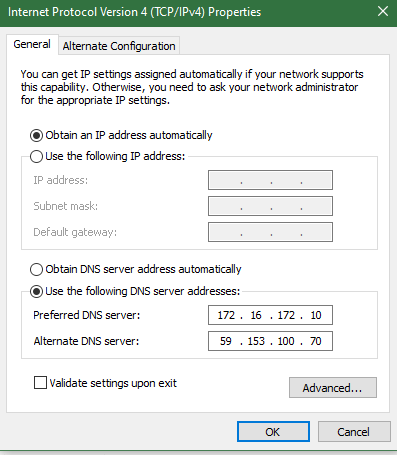 Internet Protocol Version 4 (TCP/IPv4) Properties
General
Alternate Configuration
You can get IP settings assigned automatically if your network supports
this capability. Otherwise, you need to ask your network administrator
for the appropriate IP settings.
Obtain an IP address automatically
Use the following IP address:
IP address: . . .
Subnet mask: . . .
Default gateway: . . .
Obtain DNS server address automatically
Use the following DNS server addresses:
Preferred DNS server: 172 . 16 . 172 . 10
Alternate DNS server: 59 . 153 . 100 . 70
Validate settings upon exit
Advanced...
OK Cancel